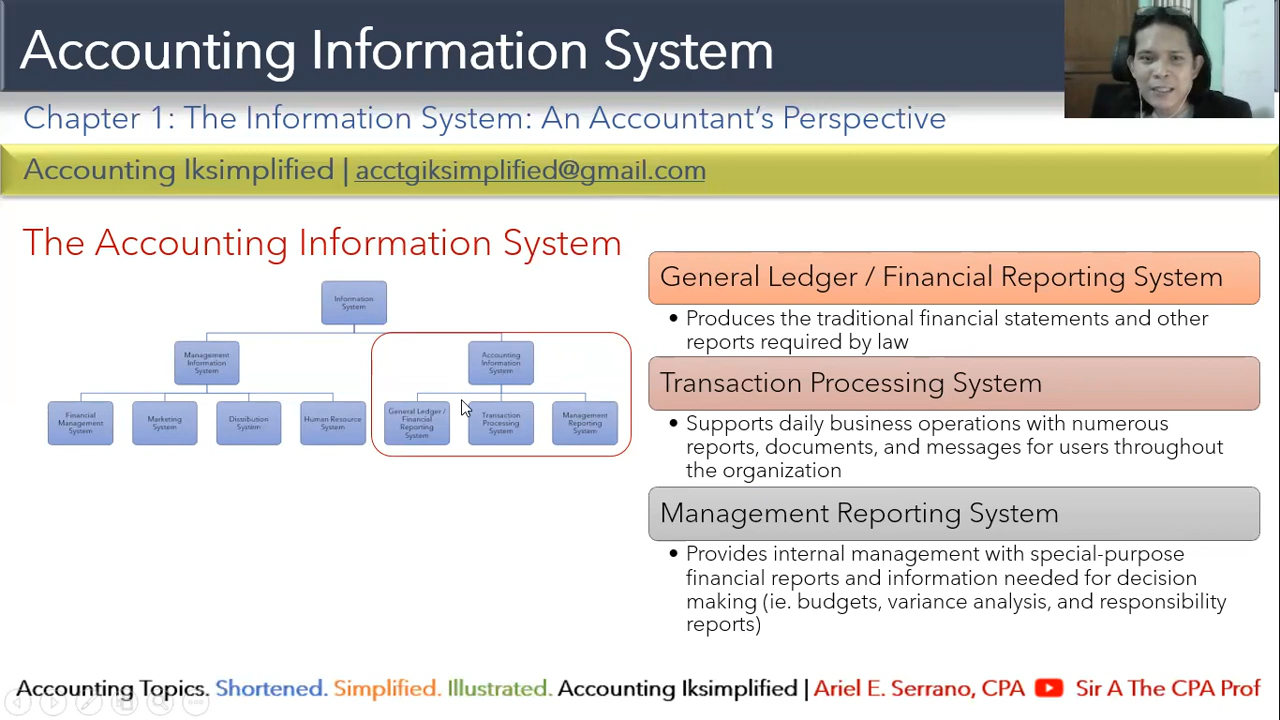 Accounting Information System
Chapter 1: The Information System: An Accountant's Perspective
Accounting Iksimplified | acctgiksimplified@gmail.com
The Accounting Information System
Information
System
Management
Information
System
Accounting
Information
System
Financial
Management
System
Marketing
System
Distribution
System
Human Resource
System
General Ledger /
Financial
Reporting
System
Transaction
Processing
System
Management
Reporting
System
General Ledger / Financial Reporting System
• Produces the traditional financial statements and other
reports required by law
Transaction Processing System
• Supports daily business operations with numerous
reports, documents, and messages for users throughout
the organization
Management Reporting System
• Provides internal management with special-purpose
financial reports and information needed for decision
making (ie. budgets, variance analysis, and responsibility
reports)
Accounting Topics. Shortened. Simplified. Illustrated. Accounting Iksimplified | Ariel E. Serrano, CPA Sir A The CPA Prof